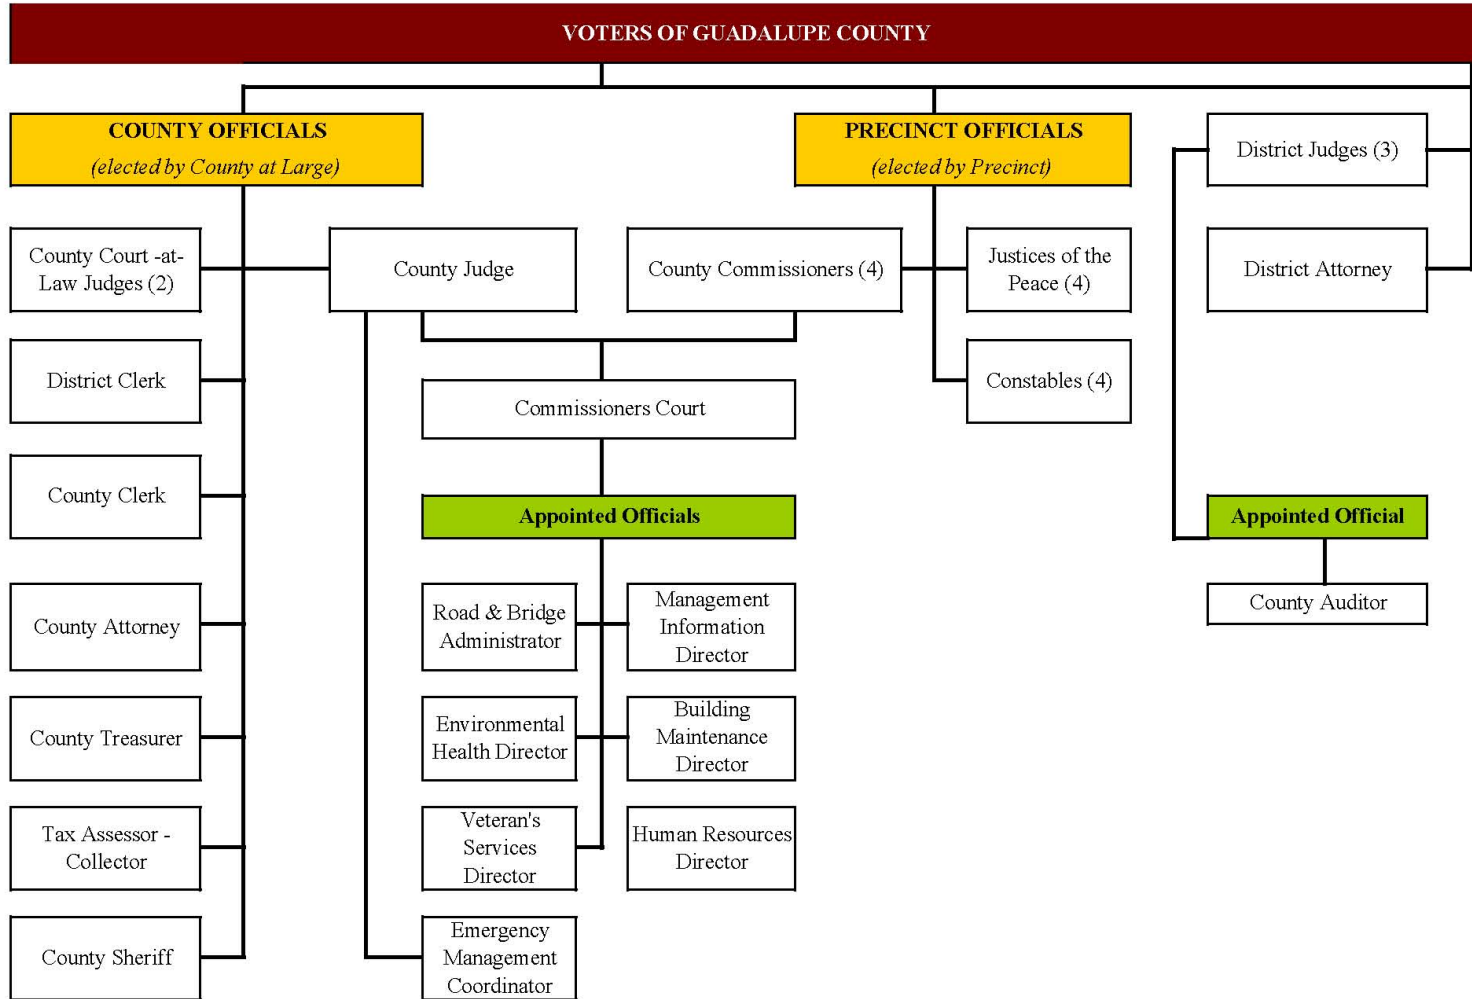 VOTERS OF GUADALUPE COUNTY
COUNTY OFFICIALS
(elected by County at Large)
PRECINCT OFFICIALS
(elected by Precinct)
District Judges (3)
County Court -at-
Law Judges (2)
County Judge
County Commissioners (4)
Justices of the
Peace (4)
District Attorney
District Clerk
Commissioners Court
Constables (4)
County Clerk
Appointed Officials
Appointed Official
County Attorney
Road & Bridge
Administrator
Management
Information
Director
County Auditor
County Treasurer
Environmental
Health Director
Building
Maintenance
Director
Tax Assessor -
Collector
Veteran's
Services
Director
Human Resources
Director
County Sheriff
Emergency
Management
Coordinator